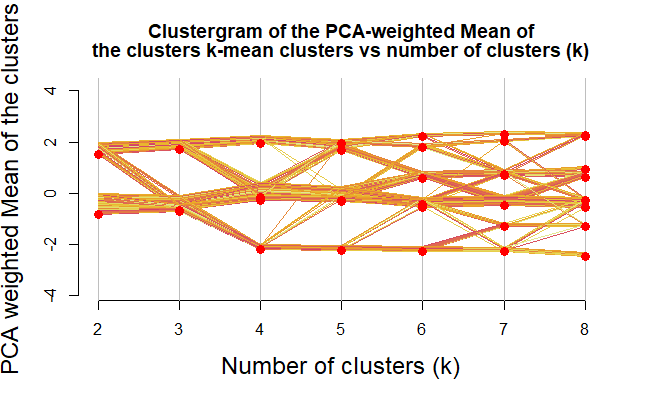 Clustergram of the PCA-weighted Mean of
the clusters k-mean clusters vs number of clusters (k)
PCA weighted Mean of the clusters
4
2
0
-2
-4
2 3 4 5 6 7 8
Number of clusters (k)